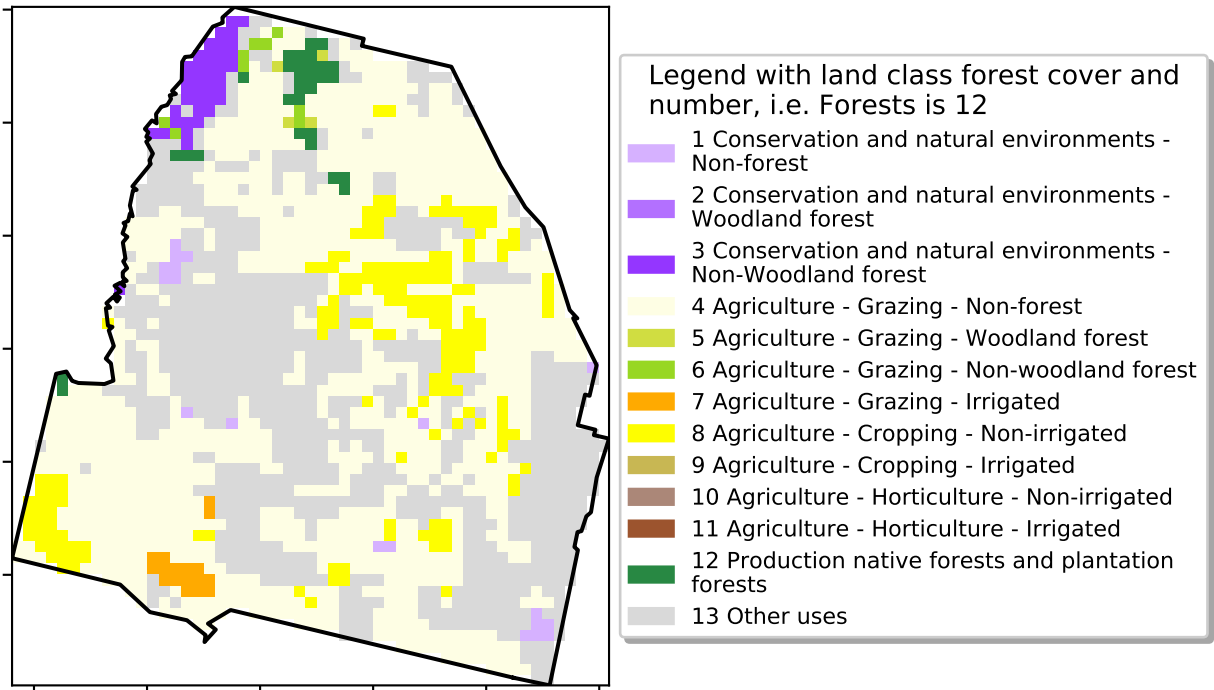 Legend with land class forest cover and
number, i.e. Forests is 12
1 Conservation and natural environments -
Non-forest
2 Conservation and natural environments -
Woodland forest
3 Conservation and natural environments -
Non-Woodland forest
4 Agriculture - Grazing - Non-forest
5 Agriculture - Grazing - Woodland forest
6 Agriculture - Grazing - Non-woodland forest
7 Agriculture - Grazing - Irrigated
8 Agriculture - Cropping - Non-irrigated
9 Agriculture - Cropping - Irrigated
10 Agriculture - Horticulture - Non-irrigated
11 Agriculture - Horticulture - Irrigated
12 Production native forests and plantation
forests
13 Other uses